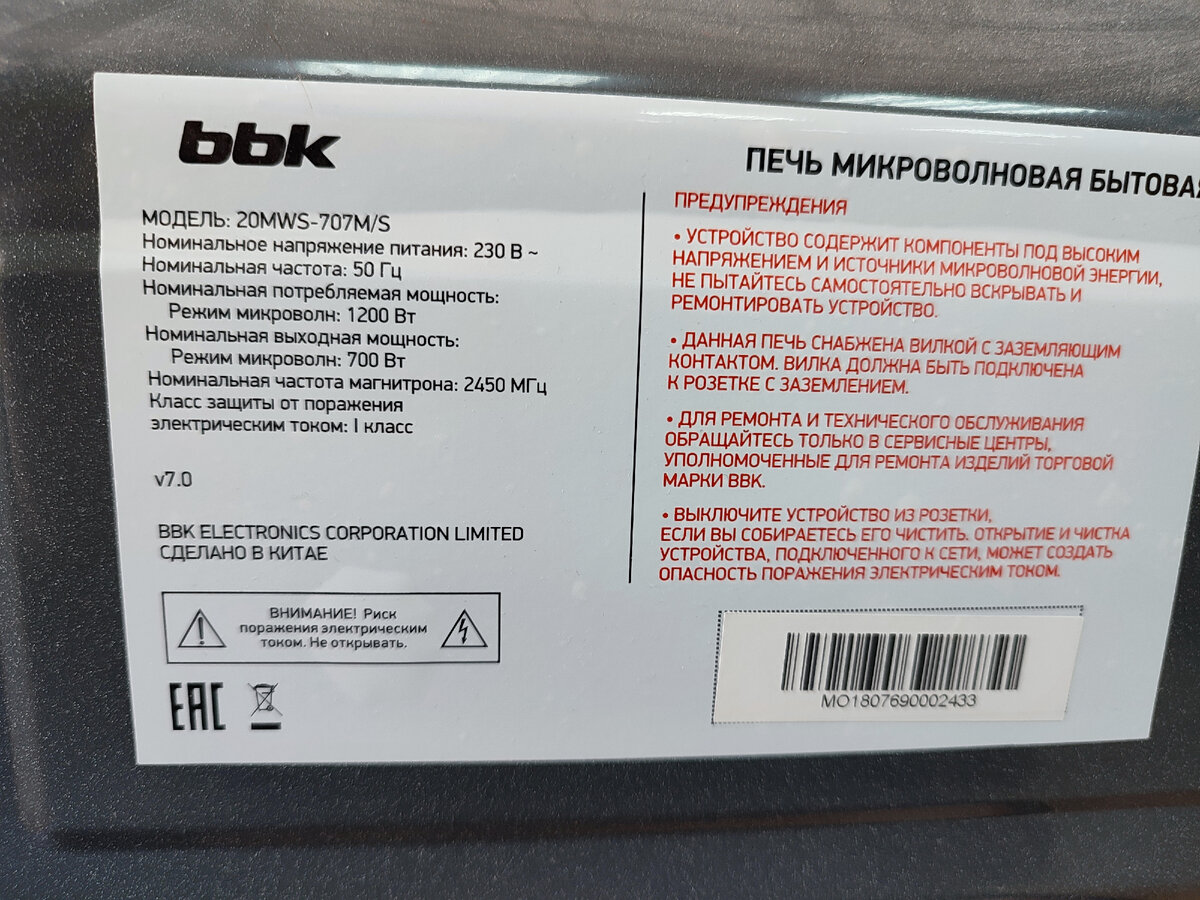 bbk
МОДЕЛЬ: 20MWS-707M/S
Номинальное напряжение питания: 230 В ~
Номинальная частота: 50 Гц
Номинальная потребляемая мощность:
Режим микроволн: 1200 Вт
Номинальная выходная мощность:
Режим микроволн: 700 Вт
Номинальная частота магнитрона: 2450 МГц
Класс защиты от поражения
электрическим током: I класс
v7.0
BBK ELECTRONICS CORPORATION LIMITED
СДЕЛАНО В КИТАЕ
ВНИМАНИЕ! Риск
поражения электрическим
током. Не открывать.
EAC
ПЕЧЬ МИКРОВОЛНОВАЯ БЫТОВАЯ
ПРЕДУПРЕЖДЕНИЯ
• УСТРОЙСТВО СОДЕРЖИТ КОМПОНЕНТЫ ПОД ВЫСОКИМ
НАПРЯЖЕНИЕМ И ИСТОЧНИКИ МИКРОВОЛНОВОЙ ЭНЕРГИИ,
НЕ ПЫТАЙТЕСЬ САМОСТОЯТЕЛЬНО ВСКРЫВАТЬ И
РЕМОНТИРОВАТЬ УСТРОЙСТВО.
• ДАННАЯ ПЕЧЬ СНАБЖЕНА ВИЛКОЙ С ЗАЗЕМЛЯЮЩИМ
КОНТАКТОМ. ВИЛКА ДОЛЖНА БЫТЬ ПОДКЛЮЧЕНА
К РОЗЕТКЕ С ЗАЗЕМЛЕНИЕМ.
• ДЛЯ РЕМОНТА И ТЕХНИЧЕСКОГО ОБСЛУЖИВАНИЯ
ОБРАЩАЙТЕСЬ ТОЛЬКО В СЕРВИСНЫЕ ЦЕНТРЫ,
УПОЛНОМОЧЕННЫЕ ДЛЯ РЕМОНТА ИЗДЕЛИЙ ТОРГОВОЙ
МАРКИ BBK.
• ВЫКЛЮЧИТЕ УСТРОЙСТВО ИЗ РОЗЕТКИ,
ЕСЛИ ВЫ СОБИРАЕТЕСЬ ЕГО ЧИСТИТЬ. ОТКРЫТИЕ И ЧИСТКА
УСТРОЙСТВА, ПОДКЛЮЧЕННОГО К СЕТИ, МОЖЕТ СОЗДАТЬ
ОПАСНОСТЬ ПОРАЖЕНИЯ ЭЛЕКТРИЧЕСКИМ ТОКОМ.
MO1807690002433